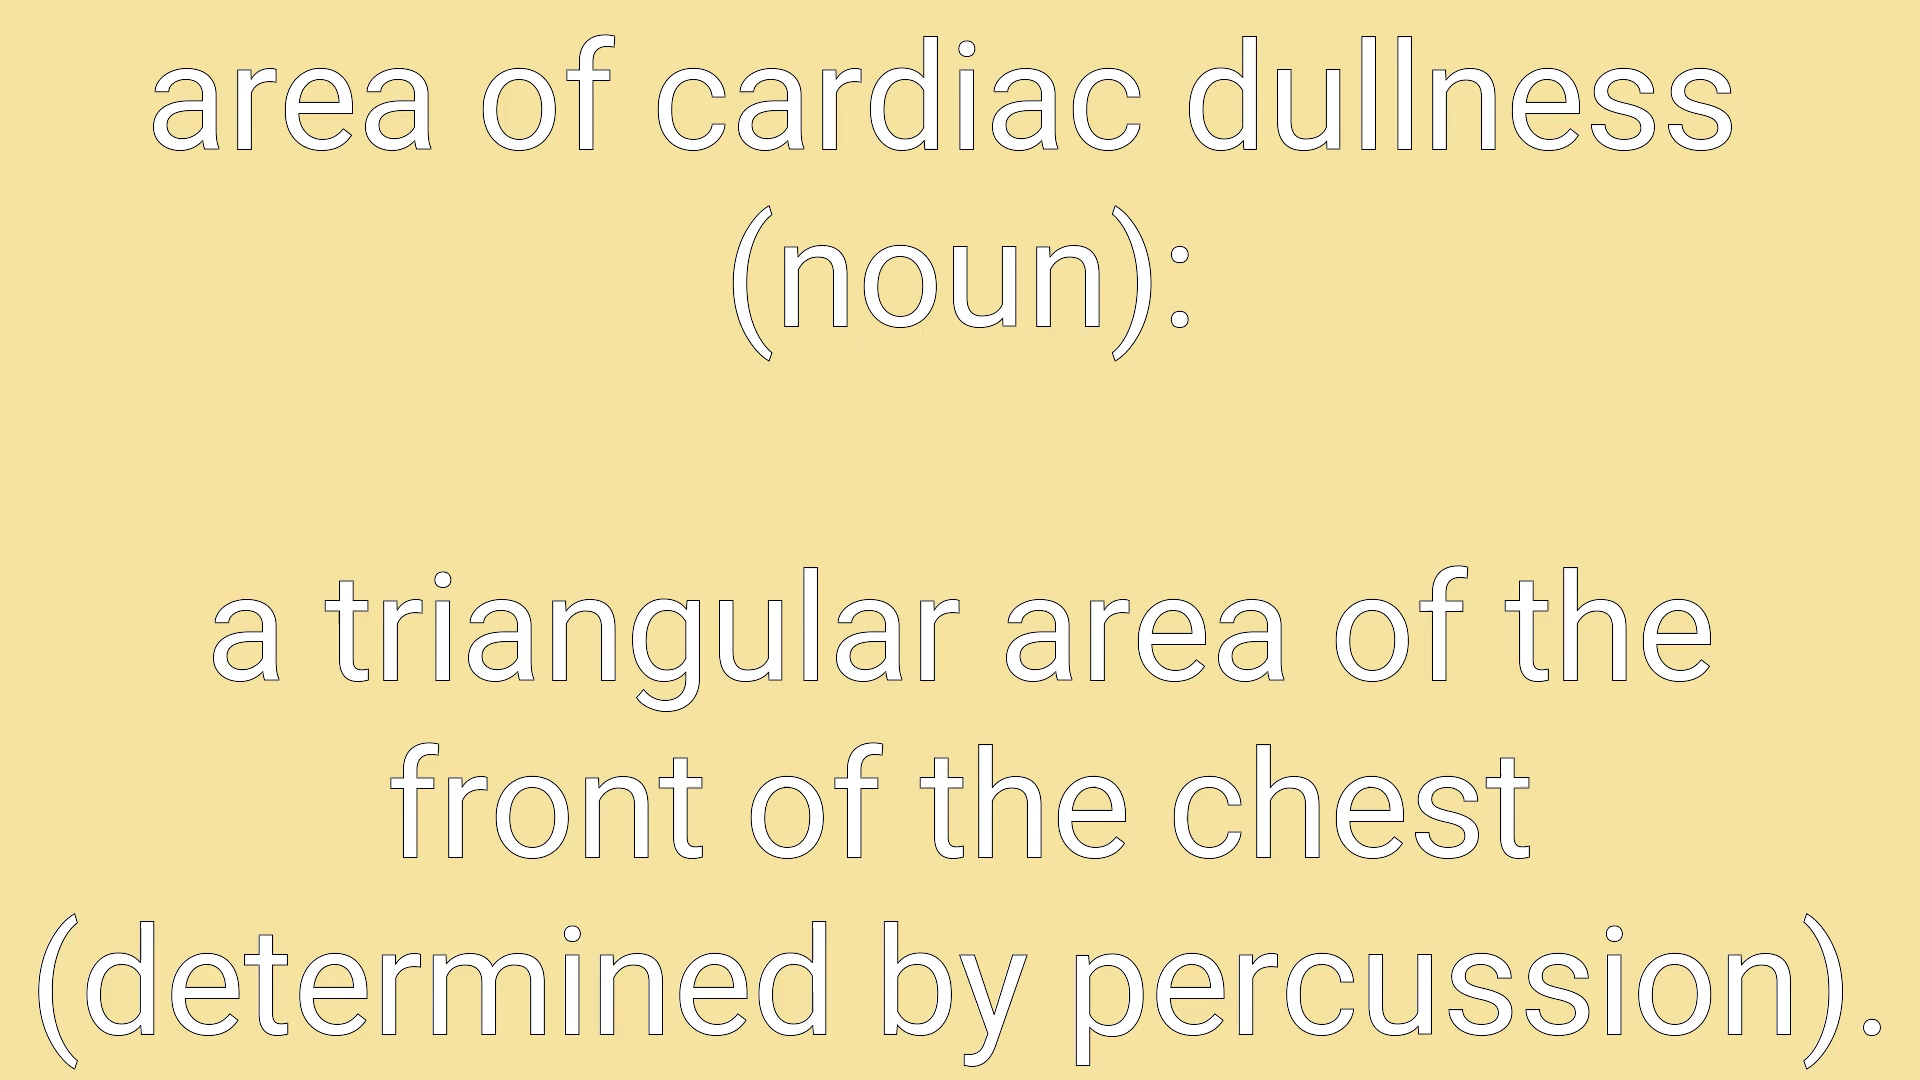 area of cardiac dullness
(noun):
a triangular area of the
front of the chest
(determined by percussion).